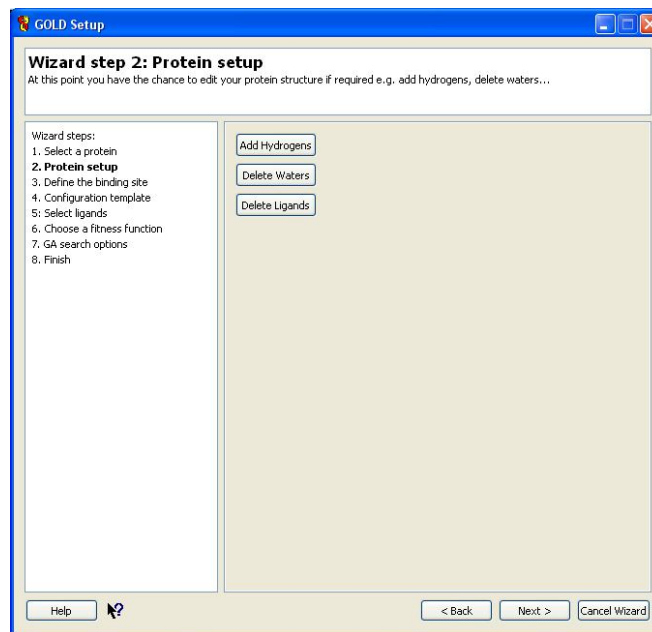 GOLD Setup
Wizard step 2: Protein setup
At this point you have the chance to edit your protein structure if required e.g. add hydrogens, delete waters...
Wizard steps:
1. Select a protein
2. Protein setup
3. Define the binding site
4. Configuration template
5: Select ligands
6. Choose a fitness function
7. GA search options
8. Finish
Add Hydrogens
Delete Waters
Delete Ligands
Help
?
< Back
Next >
Cancel Wizard